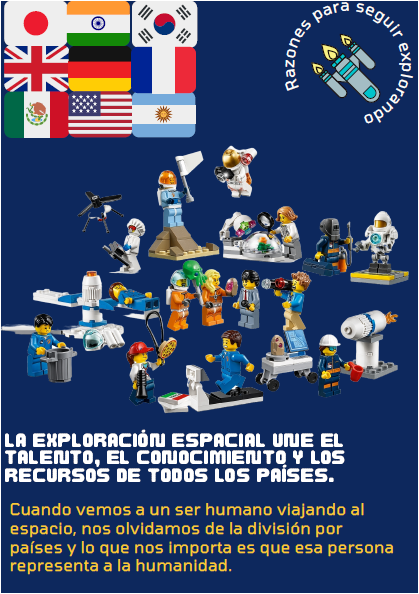 Razones para seguir explorando
LA EXPLORACIÓN ESPACIAL UNE EL
TALENTO, EL CONOCIMIENTO Y LOS
RECURSOS DE TODOS LOS PAÍSES.
Cuando vemos a un ser humano viajando al
espacio, nos olvidamos de la división por
países y lo que nos importa es que esa persona
representa a la humanidad.